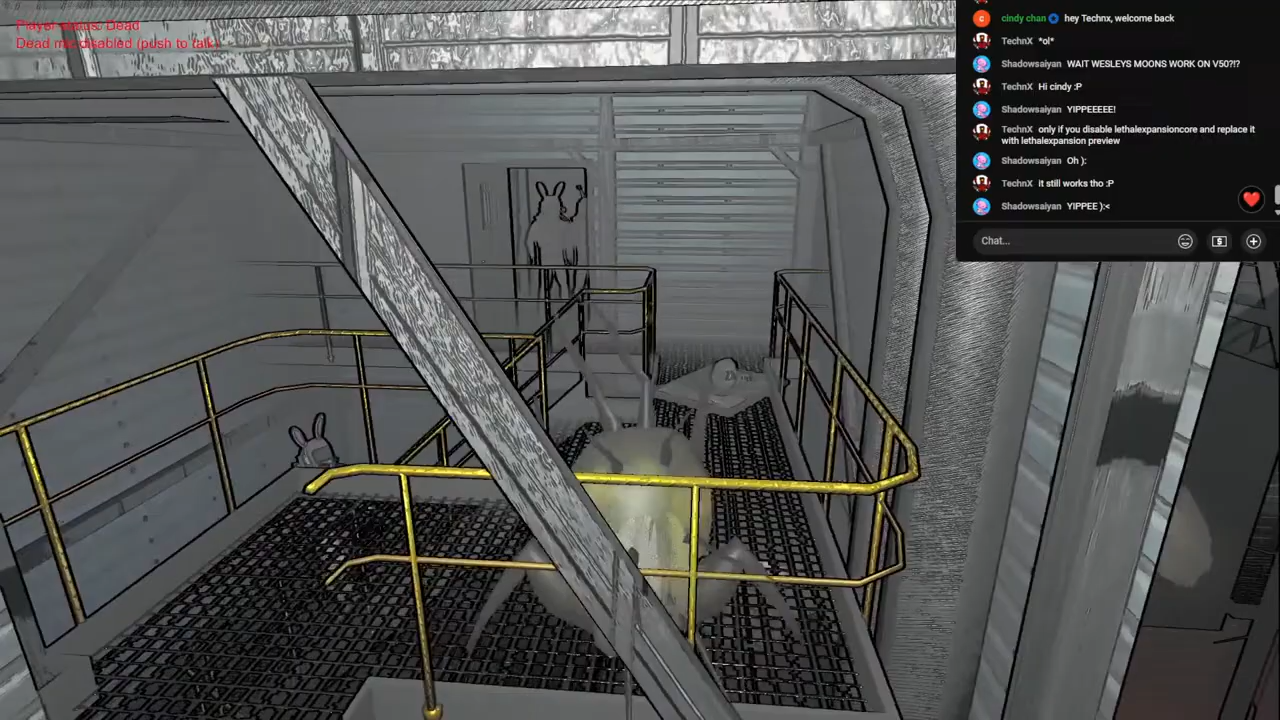 Player status: Dead
Dead mic disabled (push to talk)
cindy chan hey Technx, welcome back
TechnX *ol*
Shadowsaiyan WAIT WESLEYS MOONS WORK ON V50?!?
TechnX Hi cindy :P
Shadowsaiyan YIPPEEEEE!
TechnX only if you disable lethalexpansioncore and replace it
with lethalexpansion preview
Shadowsaiyan Oh ):
TechnX it still works tho :P
Shadowsaiyan YIPPEE ):<
Chat...